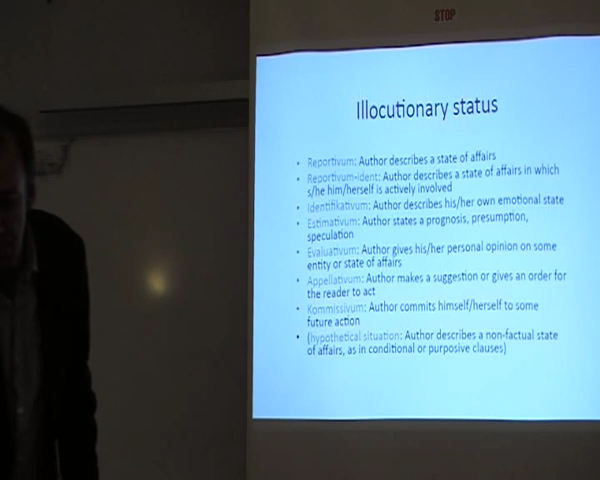 STOP
Illocutionary status
• Reportivum: Author describes a state of affairs
• Reportivum-ident: Author describes a state of affairs in which
s/he him/herself is actively involved
• Identifikativum: Author describes his/her own emotional state
• Estimativum: Author states a prognosis, presumption,
speculation
• Evaluativum: Author gives his/her personal opinion on some
entity or state of affairs
• Appellativum: Author makes a suggestion or gives an order for
the reader to act
• Kommissivum: Author commits himself/herself to some
future action
• (hypothetical situation: Author describes a non-factual state
of affairs, as in conditional or purposive clauses)